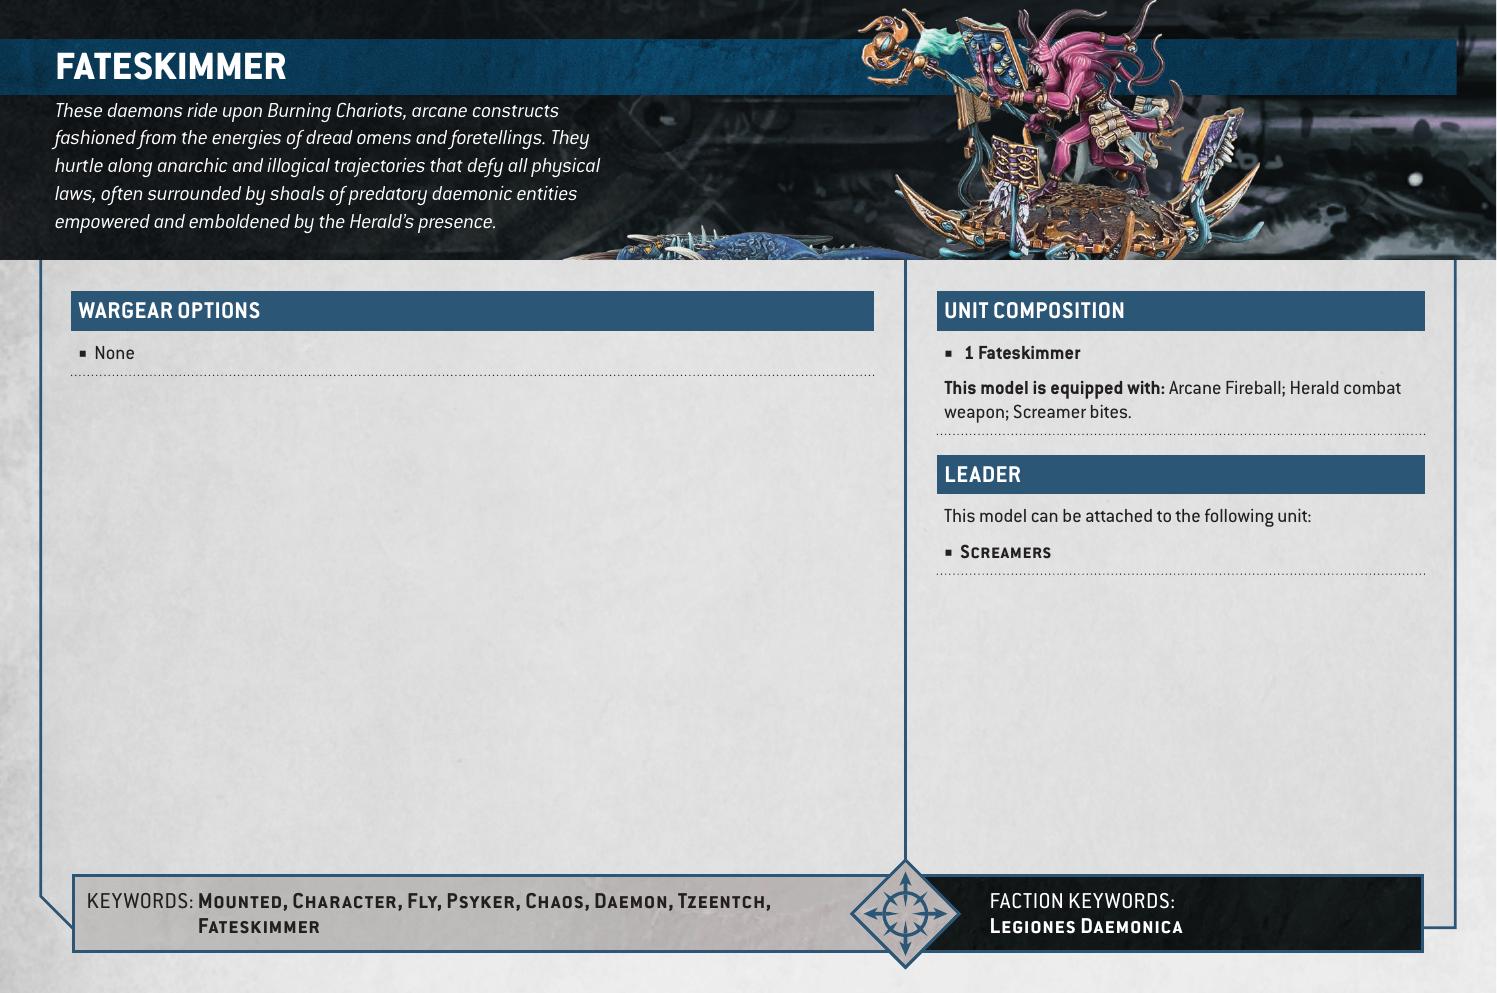 FATESKIMMER
These daemons ride upon Burning Chariots, arcane constructs
fashioned from the energies of dread omens and foretellings. They
hurtle along anarchic and illogical trajectories that defy all physical
laws, often surrounded by shoals of predatory daemonic entities
empowered and emboldened by the Herald's presence.
WARGEAR OPTIONS
▪ None
UNIT COMPOSITION
▪ 1 Fateskimmer
This model is equipped with: Arcane Fireball; Herald combat
weapon; Screamer bites.
LEADER
This model can be attached to the following unit:
▪ SCREAMERS
KEYWORDS: MOUNTED, CHARACTER, FLY, PSYKER, CHAOS, DAEMON, TZEENTCH,
FATESKIMMER
FACTION KEYWORDS:
LEGIONES DAEMONICA